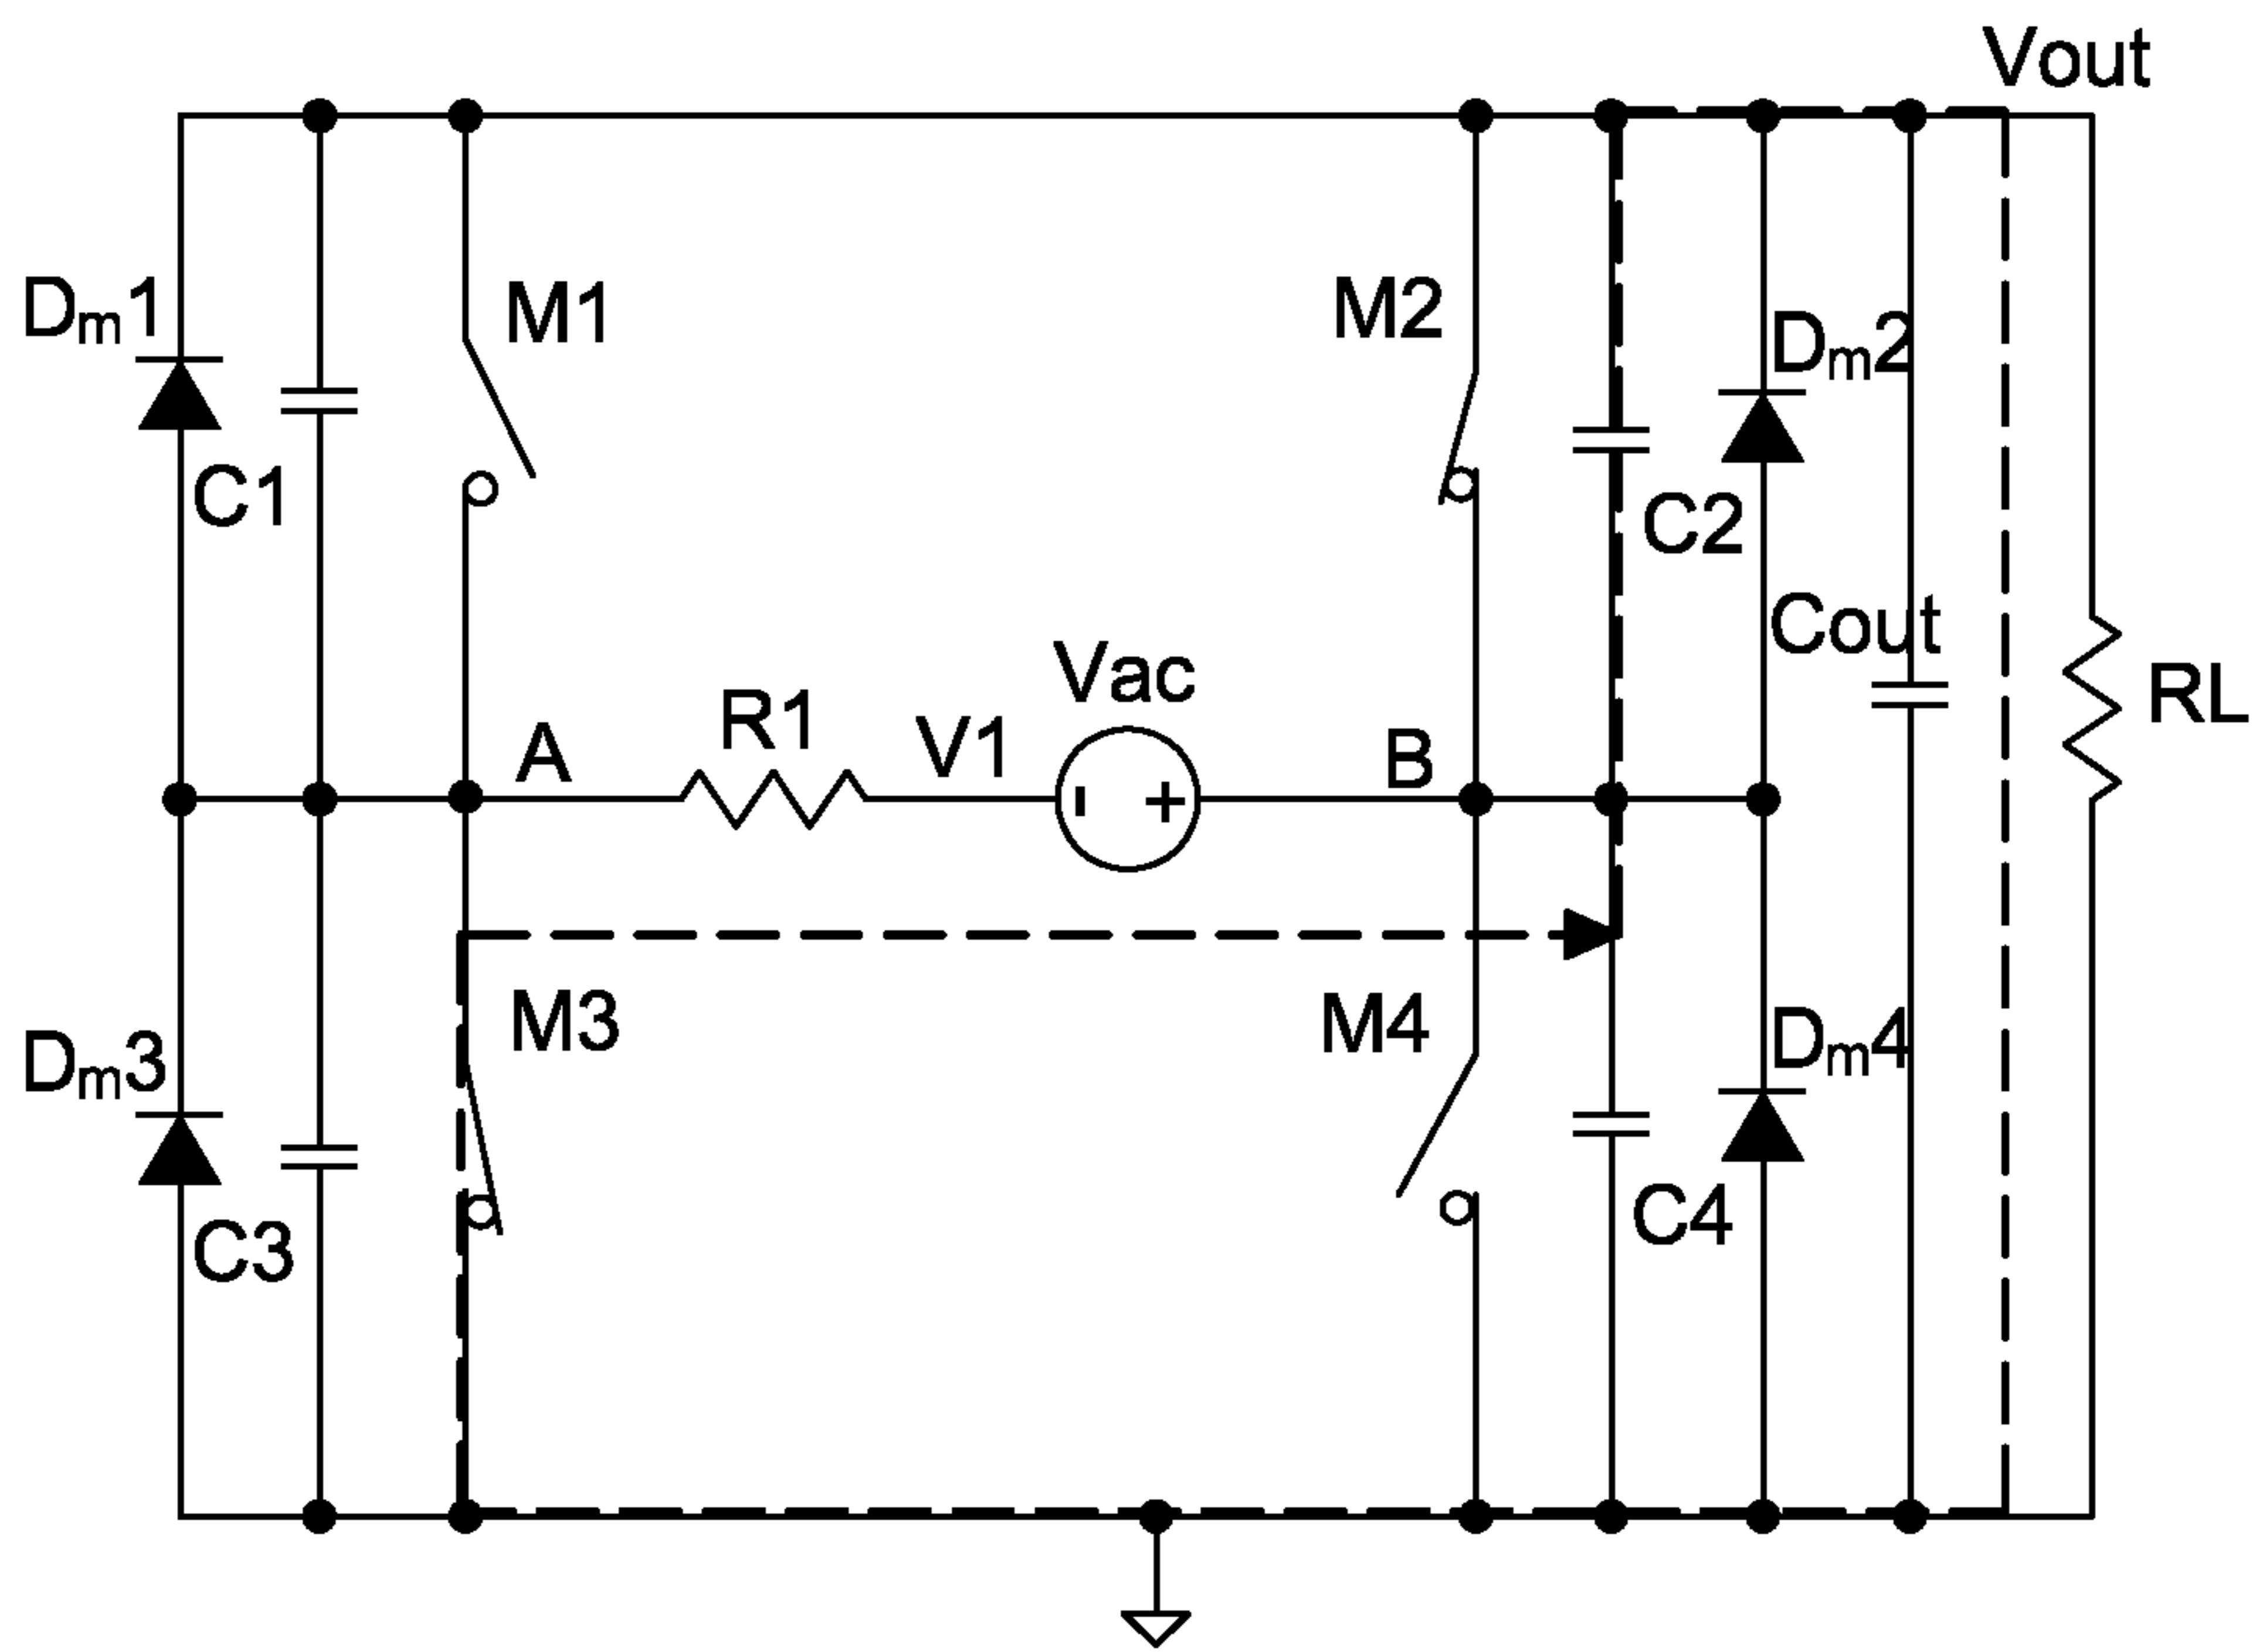 Vout
Dm1
M1
M2
Dm2
C1
C2
Cout
Vac
R1
V1
A
B
RL
M3
M4
Dm3
Dm4
C3
C4
- +